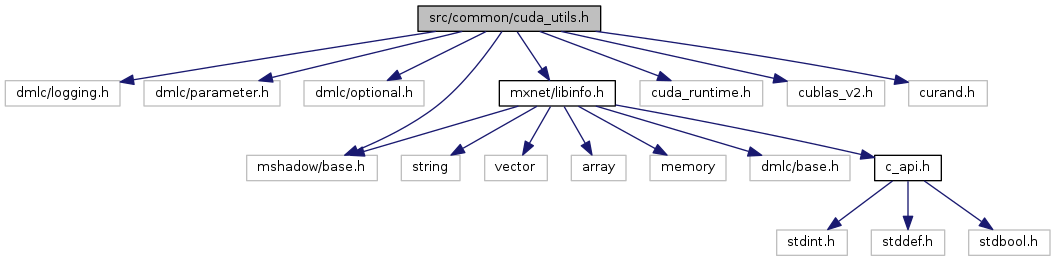 src/common/cuda_utils.h
dmlc/logging.h
dmlc/parameter.h
dmlc/optional.h
mxnet/libinfo.h
cuda_runtime.h
cublas_v2.h
curand.h
mshadow/base.h
string
vector
array
memory
dmlc/base.h
c_api.h
stdint.h
stddef.h
stdbool.h